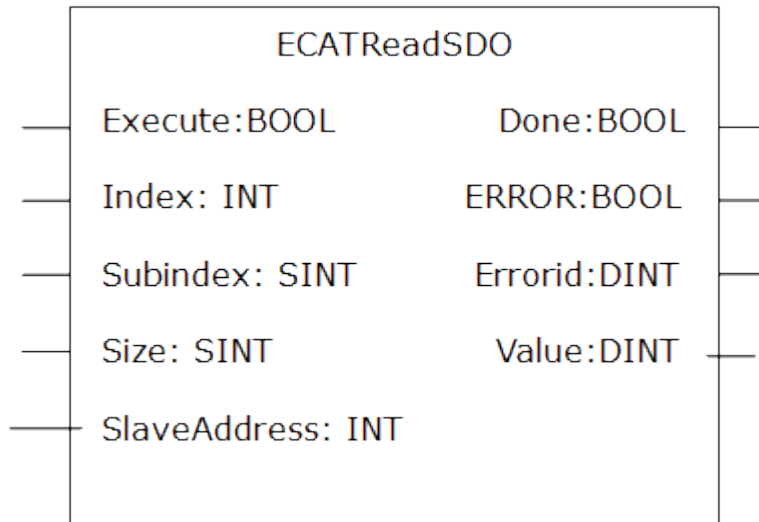 ECATReadSDO
Execute:BOOL Done:BOOL
Index: INT ERROR:BOOL
Subindex: SINT Errorid:DINT
Size: SINT Value:DINT
SlaveAddress: INT